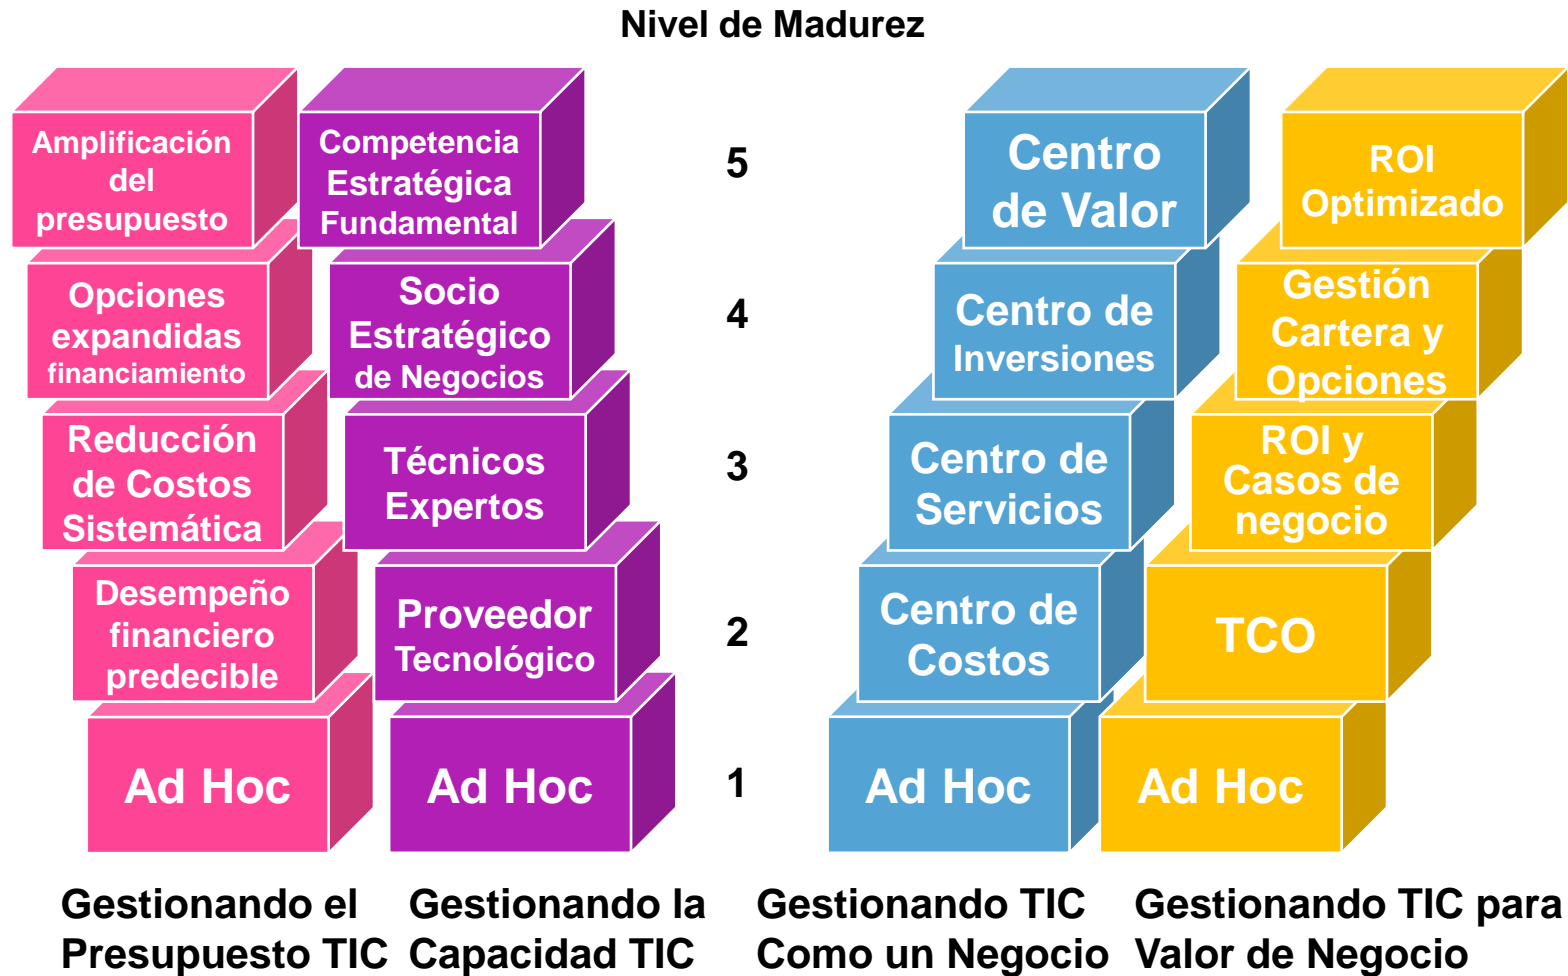 Nivel de Madurez
Amplificación
del
presupuesto
Competencia
Estratégica
Fundamental
5
Centro
de Valor
ROI
Optimizado
Opciones
expandidas
financiamiento
Socio
Estratégico
de Negocios
4
Centro de
Inversiones
Gestión
Cartera y
Opciones
Reducción
de Costos
Sistemática
Técnicos
Expertos
3
Centro de
Servicios
ROI y
Casos de
negocio
Desempeño
financiero
predecible
Proveedor
Tecnológico
2
Centro de
Costos
TCO
Ad Hoc
Ad Hoc
1
Ad Hoc
Ad Hoc
Gestionando el
Presupuesto TIC
Gestionando la
Capacidad TIC
Gestionando TIC
Como un Negocio
Gestionando TIC para
Valor de Negocio